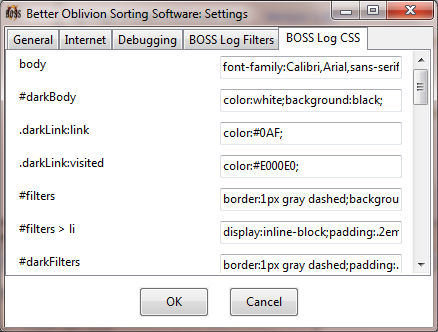 BOSS Better Oblivion Sorting Software: Settings
General Internet Debugging BOSS Log Filters BOSS Log CSS
body font-family:Calibri,Arial,sans-serif
#darkBody color:white;background:black;
.darkLink:link color:#0AF;
.darkLink:visited color:#E000E0;
#filters border:1px gray dashed;backgrou
#filters > li display:inline-block;padding:.2em
#darkFilters border:1px gray dashed;padding:.
OK Cancel